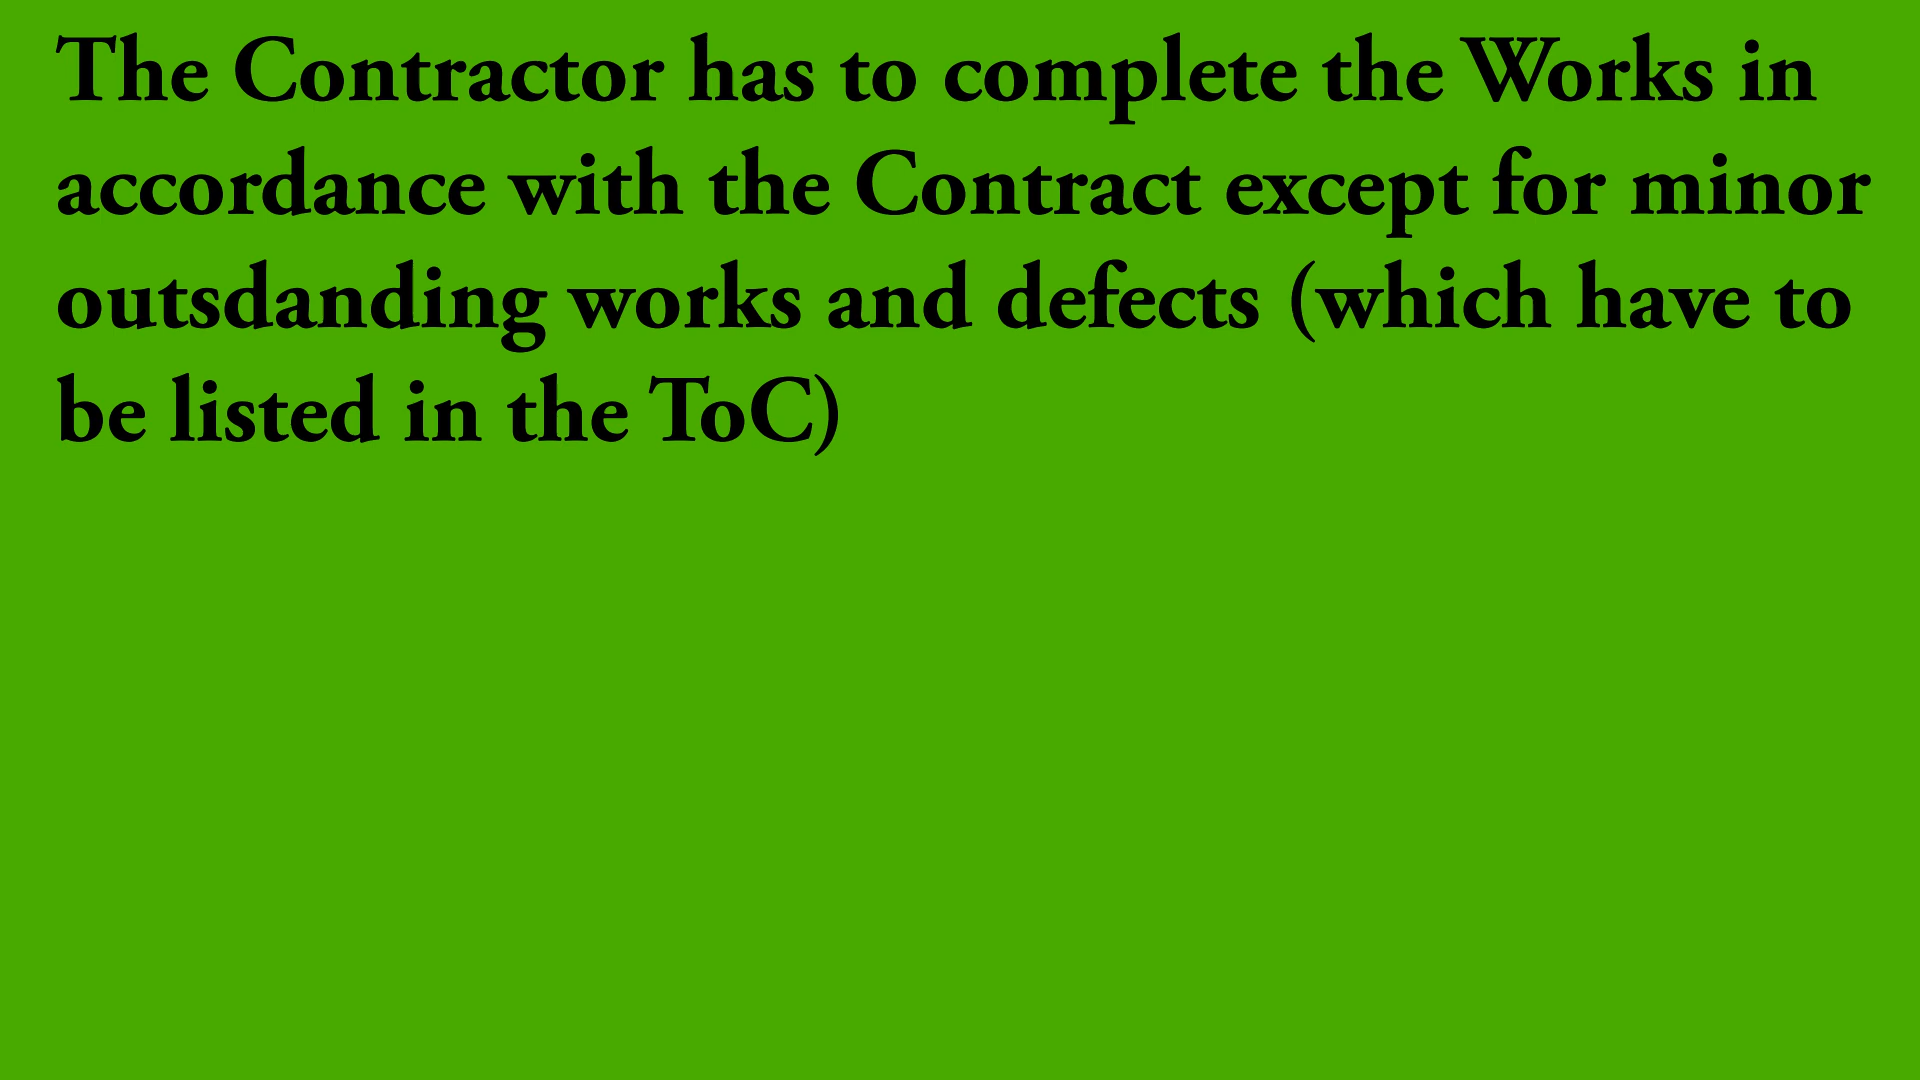 The Contractor has to complete the Works in
accordance with the Contract except for minor
outsdanding works and defects (which have to
be listed in the ToC)